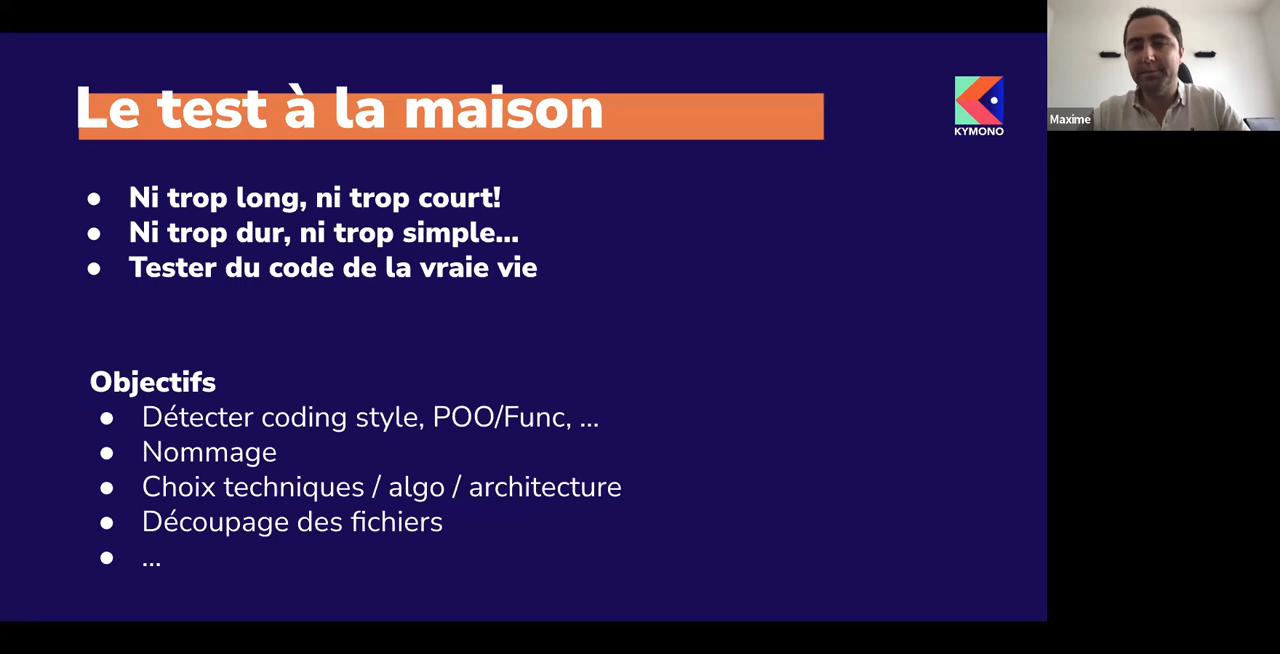 Le test à la maison
KYMONO
Maxime
● Ni trop long, ni trop court!
● Ni trop dur, ni trop simple...
● Tester du code de la vraie vie
Objectifs
● Détecter coding style, POO/Func, ...
● Nommage
● Choix techniques / algo / architecture
● Découpage des fichiers
● ...